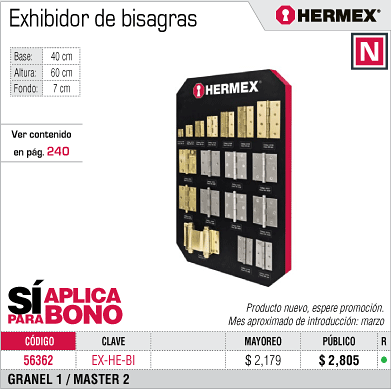 Exhibidor de bisagras
HERMEX®
N
Base: 40 cm
Altura: 60 cm
Fondo: 7 cm
HERMEX
Ver contenido
en pág. 240
SÍ APLICA
PARA BONO
Producto nuevo, espere promoción.
Mes aproximado de introducción: marzo
CÓDIGO CLAVE MAYOREO PÚBLICO R
56362 EX-HE-BI $ 2,179 $ 2,805
GRANEL 1 / MASTER 2